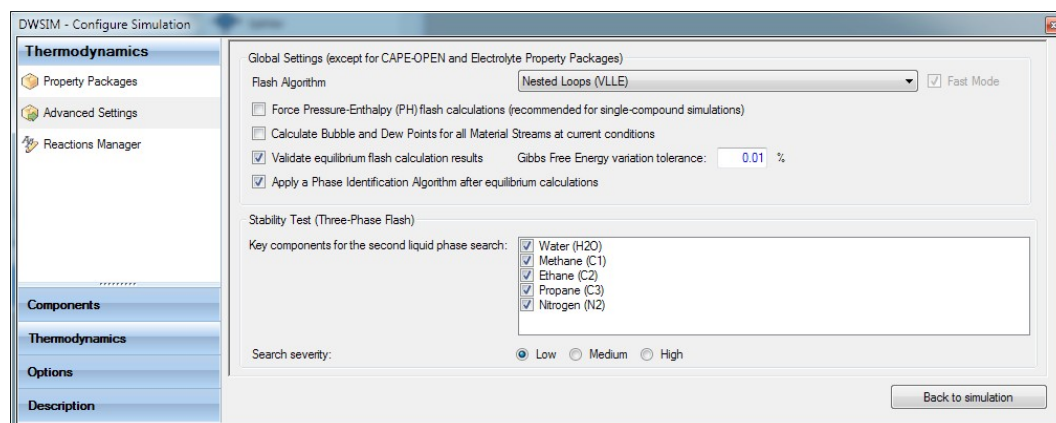 DWSIM - Configure Simulation
Thermodynamics
Property Packages
Advanced Settings
Reactions Manager
Components
Thermodynamics
Options
Description
Global Settings (except for CAPE-OPEN and Electrolyte Property Packages)
Flash Algorithm Nested Loops (VLLE) Fast Mode
Force Pressure-Enthalpy (PH) flash calculations (recommended for single-compound simulations)
Calculate Bubble and Dew Points for all Material Streams at current conditions
Validate equilibrium flash calculation results Gibbs Free Energy variation tolerance: 0.01 %
Apply a Phase Identification Algorithm after equilibrium calculations
Stability Test (Three-Phase Flash)
Key components for the second liquid phase search: Water (H2O)
Methane (C1)
Ethane (C2)
Propane (C3)
Nitrogen (N2)
Search severity: Low Medium High
Back to simulation